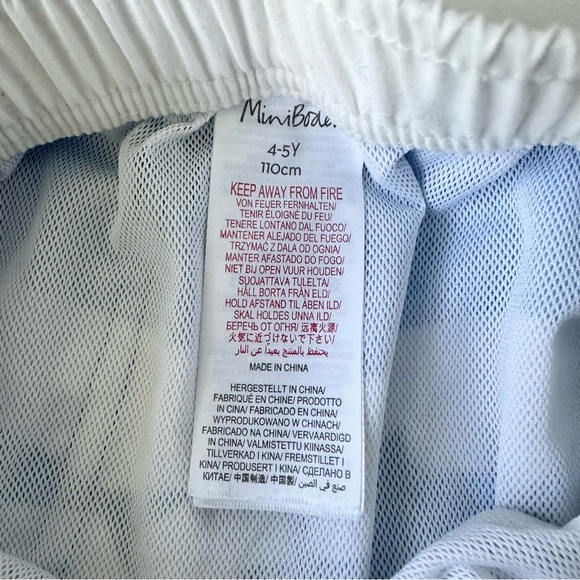 MiniBode.
4-5Y
110cm
KEEP AWAY FROM FIRE
VON FEUER FERNHALTEN/
TENIR ÉLOIGNÉ DU FEU/
TENERE LONTANO DAL FUOCO/
MANTENER ALEJADO DEL FUEGO/
TRZYMAĆ Z DALA OD OGNIA/
MANTER AFASTADO DO FOGO/
NIET BIJ OPEN VUUR HOUDEN/
SUOJATTAVA TULELTA/
HÅLL BORTA FRÅN ELD/
HOLD AFSTAND TIL ÅBEN ILD/
SKAL HOLDES UNNA ILD/
БЕРЕЧЬ ОТ ОГНЯ/ 远离火源/
火気に近づけないで下さい/
يحتفظ بالمنتج بعيداً عن النار
MADE IN CHINA
HERGESTELLT IN CHINA/
FABRIQUÉ EN CHINE/ PRODOTTO
IN CINA/ FABRICADO EN CHINA/
WYPRODUKOWANO W CHINACH/
FABRICADO NA CHINA/ VERVAARDIGD
IN CHINA/ VALMISTETTU KIINASSA/
TILLVERKAD I KINA/ FREMSTILLET I
KINA/ PRODUSERT I KINA/ СДЕЛАНО В
КИТАЕ/ 中国制造/ 中国製/ صنع في الصين